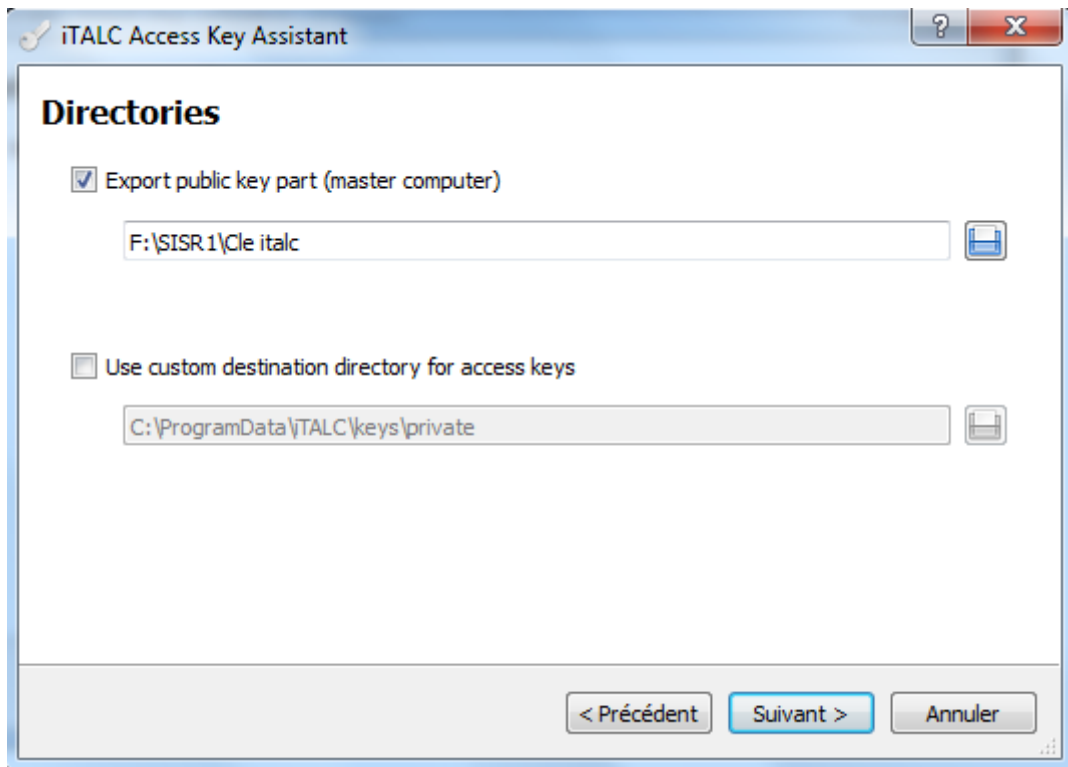 iTALC Access Key Assistant
Directories
Export public key part (master computer)
F:\SISR1\Cle italc
Use custom destination directory for access keys
C:\ProgramData\iTALC\keys\private
< Précédent
Suivant >
Annuler